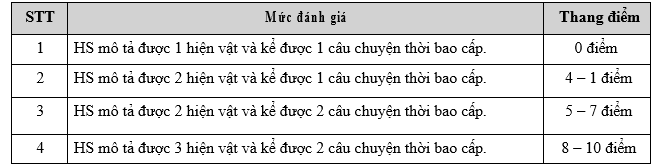 STT Mức đánh giá Thang điểm
1 HS mô tả được 1 hiện vật và kể được 1 câu chuyện thời bao cấp. 0 điểm
2 HS mô tả được 2 hiện vật và kể được 1 câu chuyện thời bao cấp. 4 – 1 điểm
3 HS mô tả được 2 hiện vật và kể được 2 câu chuyện thời bao cấp. 5 – 7 điểm
4 HS mô tả được 3 hiện vật và kể được 2 câu chuyện thời bao cấp. 8 – 10 điểm